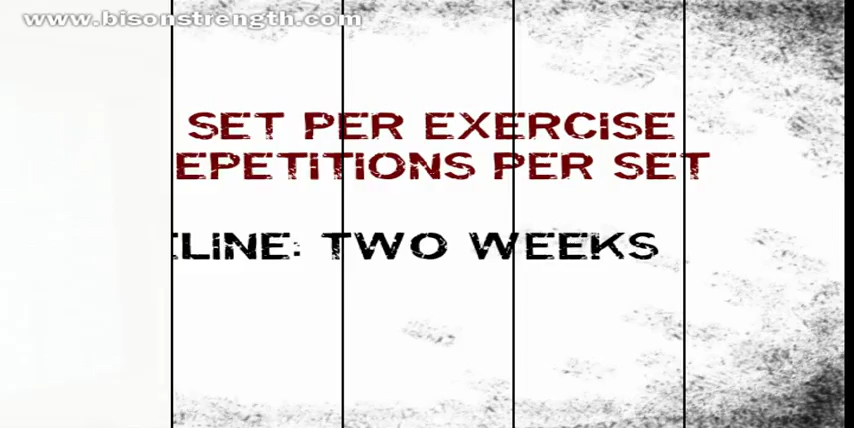 www.bisonstrength.com
SET PER EXERCISE
EPETITIONS PER SET
ELINE: TWO WEEKS